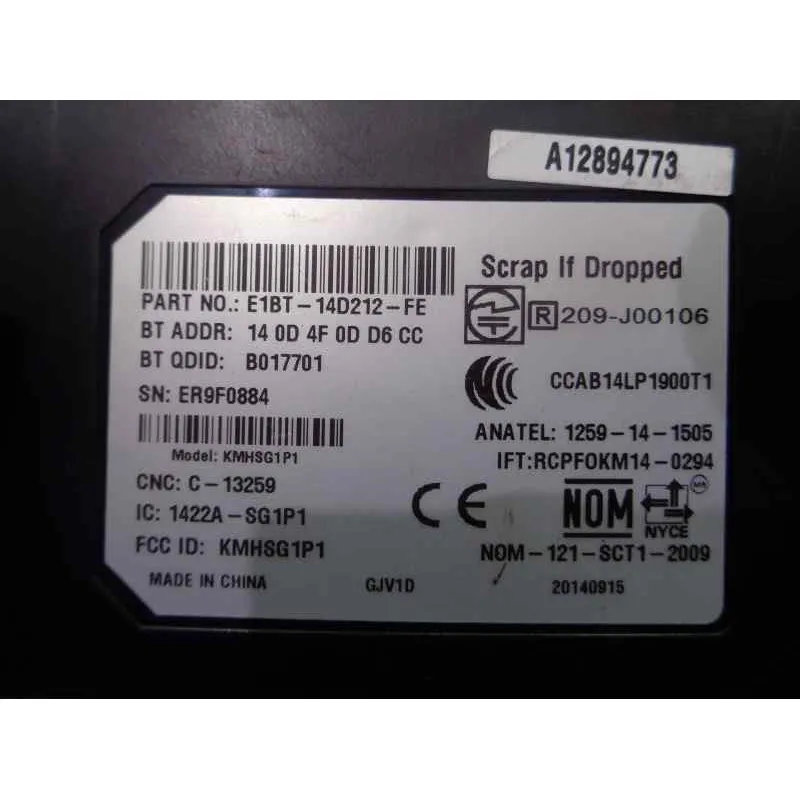 A12894773
Scrap If Dropped
PART NO.: E1BT-14D212-FE
BT ADDR: 14 0D 4F 0D D6 CC
R 209-J00106
BT QDID: B017701
CCAB14LP1900T1
SN: ER9F0884
ANATEL: 1259-14-1505
Model: KMHSG1P1
IFT:RCPFOKM14-0294
CNC: C-13259
CE
NOM
NYCE
IC: 1422A-SG1P1
FCC ID: KMHSG1P1
NOM-121-SCT1-2009
MADE IN CHINA
GJV1D
20140915